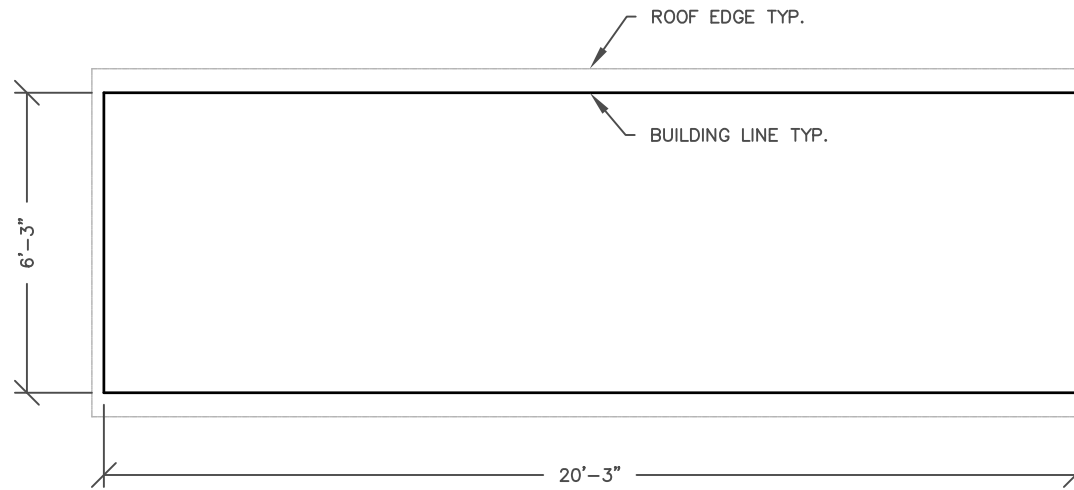 ROOF EDGE TYP.
BUILDING LINE TYP.
6'-3"
20'-3"